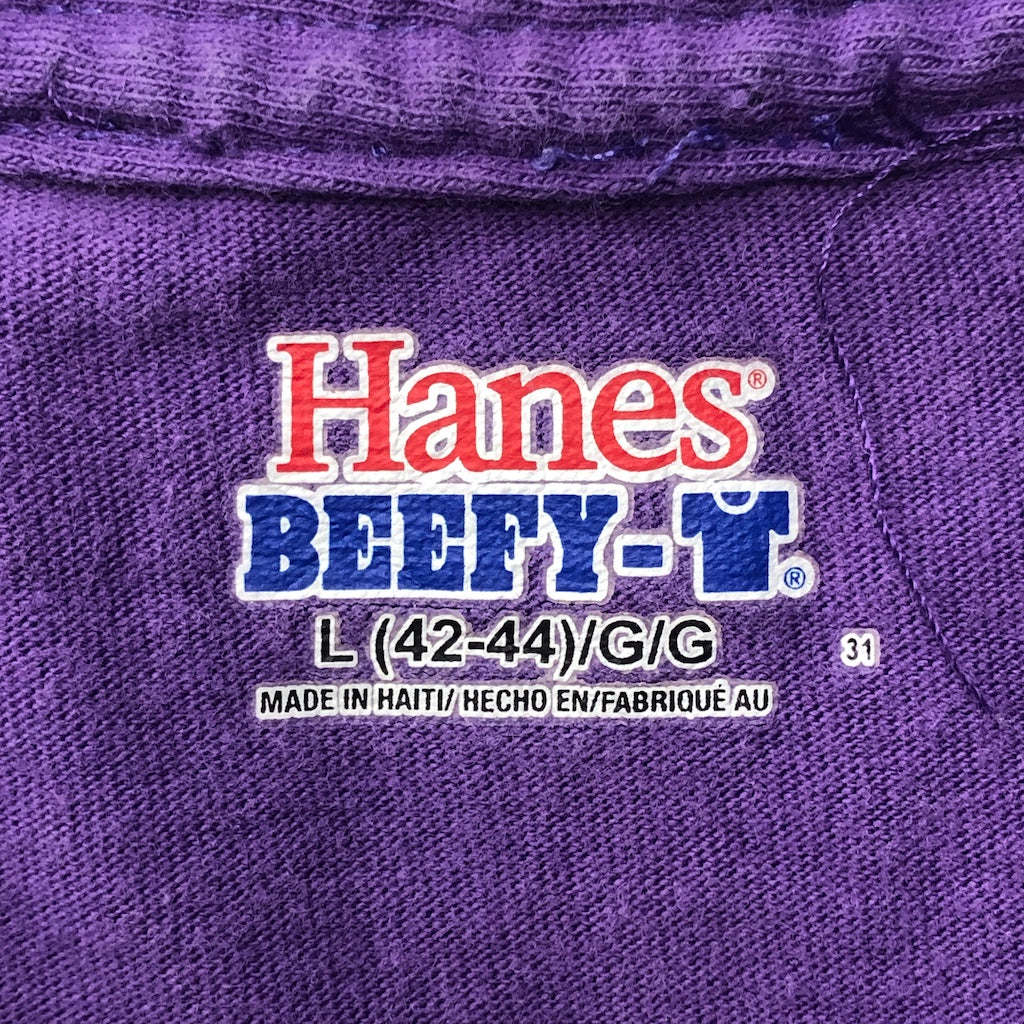 Hanes®
BEEFY-T®
L (42-44)/G/G
31
MADE IN HAITI/ HECHO EN/FABRIQUÉ AU